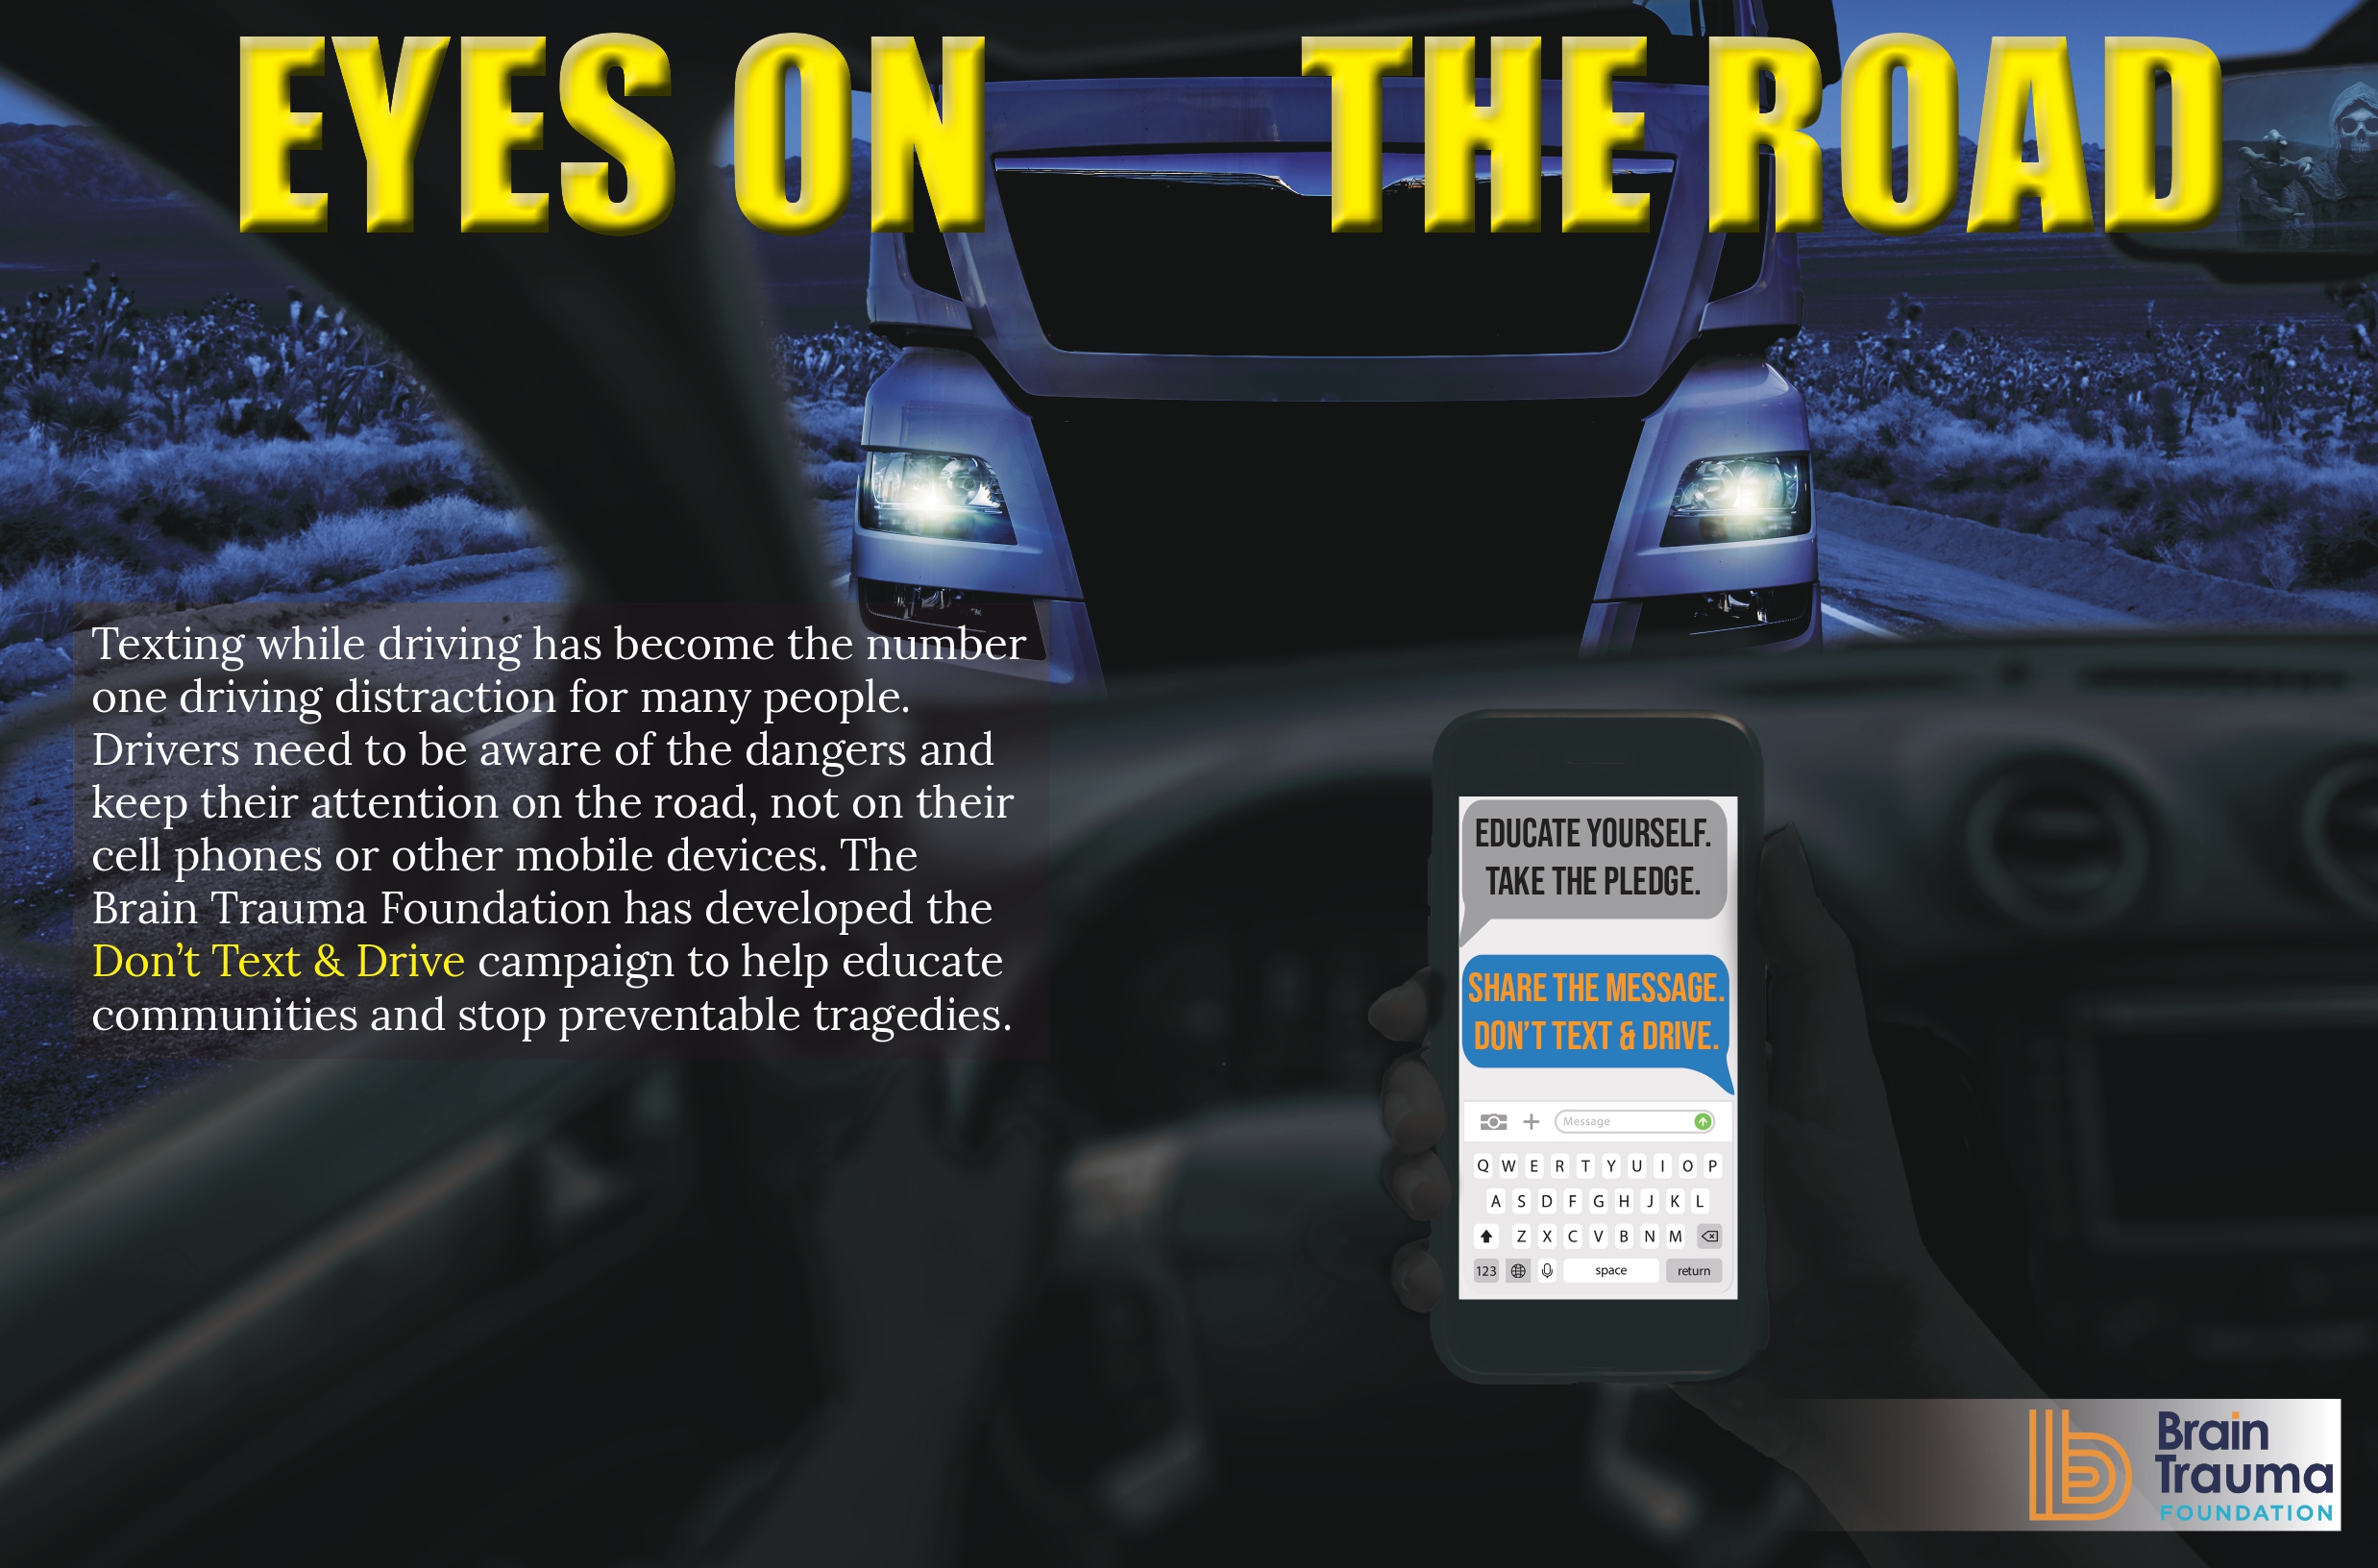 EYES ON THE ROAD
Texting while driving has become the number
one driving distraction for many people.
Drivers need to be aware of the dangers and
keep their attention on the road, not on their
cell phones or other mobile devices. The
Brain Trauma Foundation has developed the
Don’t Text & Drive campaign to help educate
communities and stop preventable tragedies.
EDUCATE YOURSELF.
TAKE THE PLEDGE.
SHARE THE MESSAGE.
DON’T TEXT & DRIVE.
Message
Q W E R T Y U I O P
A S D F G H J K L
Z X C V B N M
123 space return
Brain
Trauma
FOUNDATION